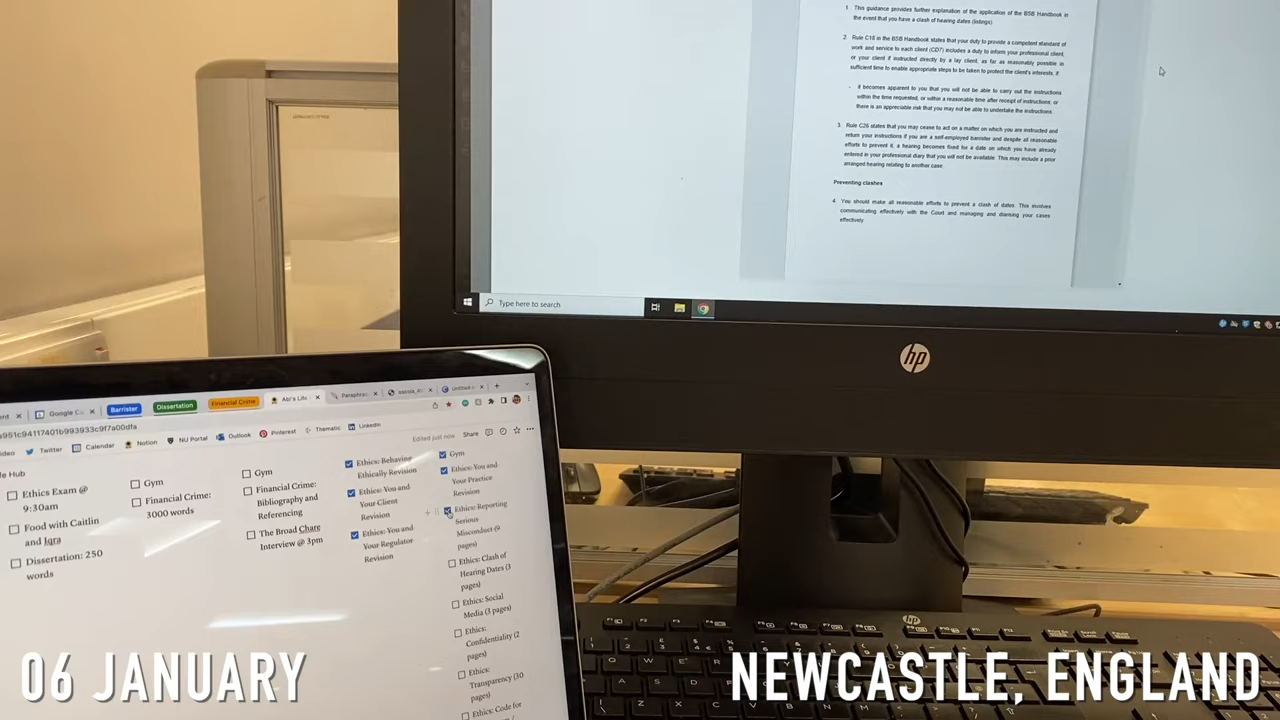 1. This guidance provides further explanation of the application of the BSB Handbook in
the event that you have a clash of hearing dates (listings)
2. Rule C18 in the BSB Handbook states that your duty to provide a competent standard of
work and service to each client (CD7) includes a duty to inform your professional client,
or your client if instructed directly by a lay client, as far as reasonably possible in
sufficient time to enable appropriate steps to be taken to protect the client's interests, if
- it becomes apparent to you that you will not be able to carry out the instructions
within the time requested, or within a reasonable time after receipt of instructions; or
there is an appreciable risk that you may not be able to undertake the instructions.
3. Rule C26 states that you may cease to act on a matter on which you are instructed and
return your instructions if you are a self-employed barrister and despite all reasonable
efforts to prevent it, a hearing becomes fixed for a date on which you have already
entered in your professional diary that you will not be available. This may include a prior
arranged hearing relating to another case.
Preventing clashes
4. You should make all reasonable efforts to prevent a clash of dates. This involves
communicating effectively with the Court and managing and diarising your cases
effectively.
Type here to search
hp
Google Ca
Barrister
Dissertation
Financial Crime
Abi's Life
Paraphras
Untitled
a951c94117401b993933c9f7a00dfa
Twitter
Calendar
Notion
NU Portal
Outlook
Pinterest
Thematic
LinkedIn
Edited just now
Share
Hub
Ethics Exam @
9:30am
Food with Caitlin
and Iqra
Dissertation: 250
words
Gym
Financial Crime:
3000 words
Gym
Financial Crime:
Bibliography and
Referencing
The Broad Chare
Interview @ 3pm
Ethics: Behaving
Ethically Revision
Ethics: You and
Your Client
Revision
Ethics: You and
Your Regulator
Revision
Gym
Ethics: You and
Your Practice
Revision
Ethics: Reporting
Serious
Misconduct (9
pages)
Ethics: Clash of
Hearing Dates (3
pages)
Ethics: Social
Media (3 pages)
Ethics:
Confidentiality (2
pages)
Ethics:
Transparency (30
pages)
Ethics: Code for
06 JANUARY
NEWCASTLE, ENGLAND